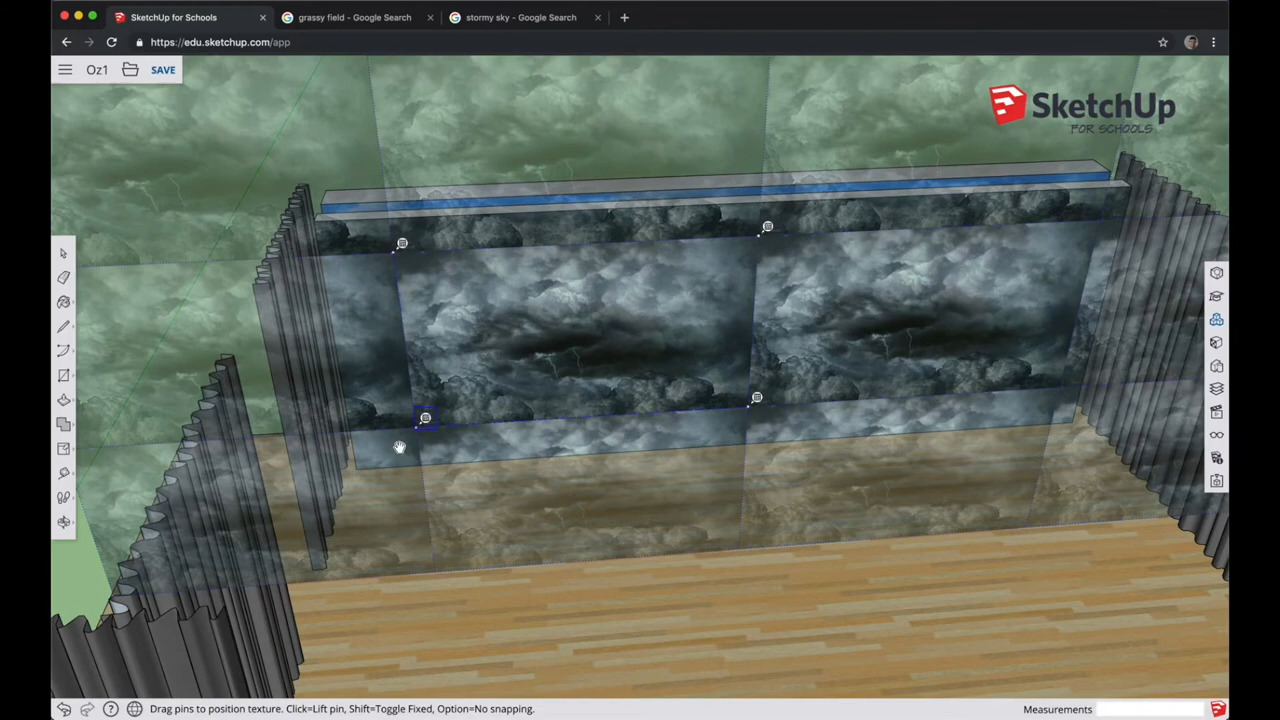 SketchUp for Schools
grassy field - Google Search
stormy sky - Google Search
https://edu.sketchup.com/app
Oz1
SAVE
SketchUp
FOR SCHOOLS
Drag pins to position texture. Click=Lift pin, Shift=Toggle Fixed, Option=No snapping.
Measurements